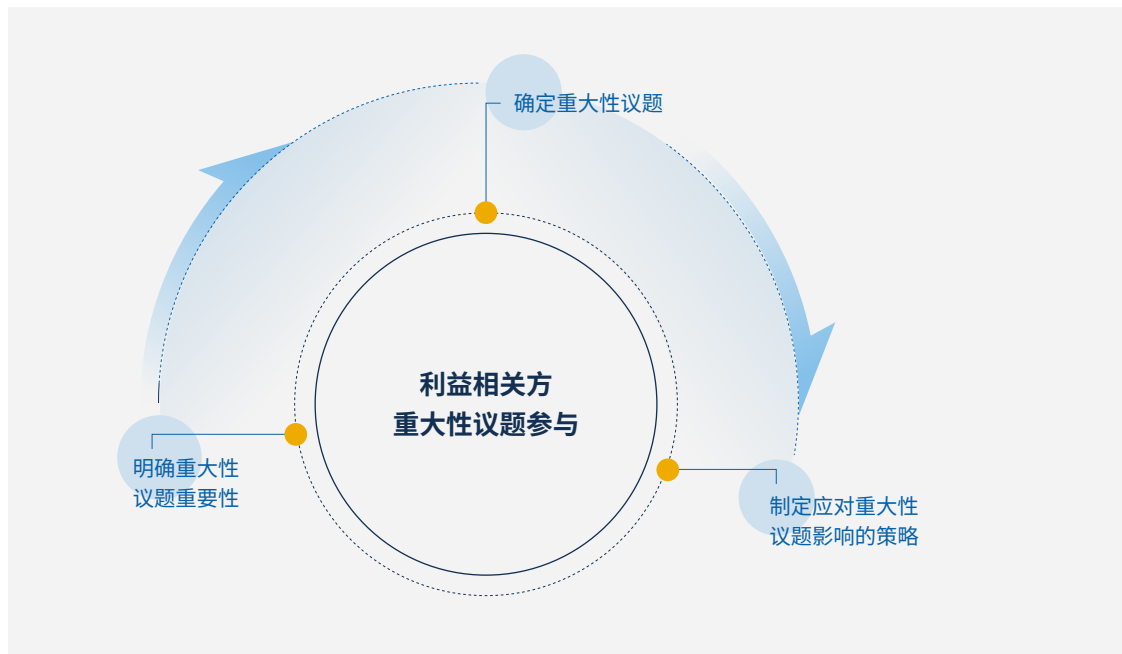 确定重大性议题
利益相关方
重大性议题参与
明确重大性
议题重要性
制定应对重大性
议题影响的策略